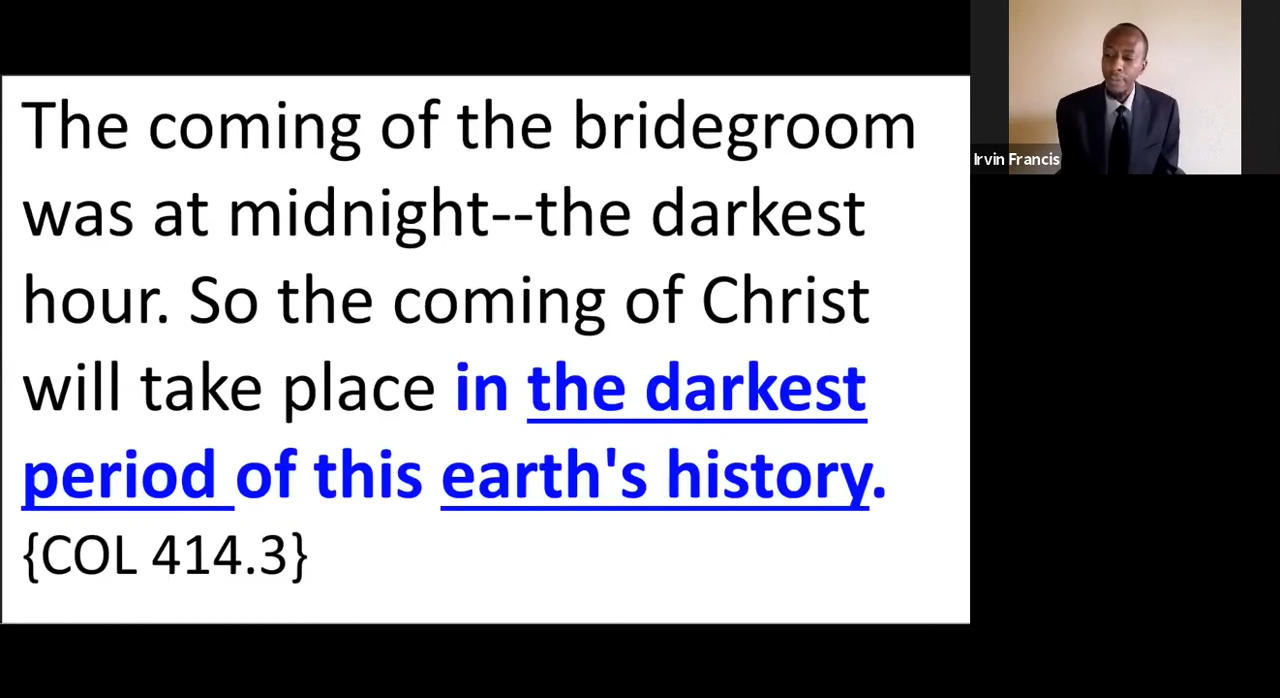 The coming of the bridegroom
was at midnight--the darkest
hour. So the coming of Christ
will take place in the darkest
period of this earth's history.
{COL 414.3}
Irvin Francis